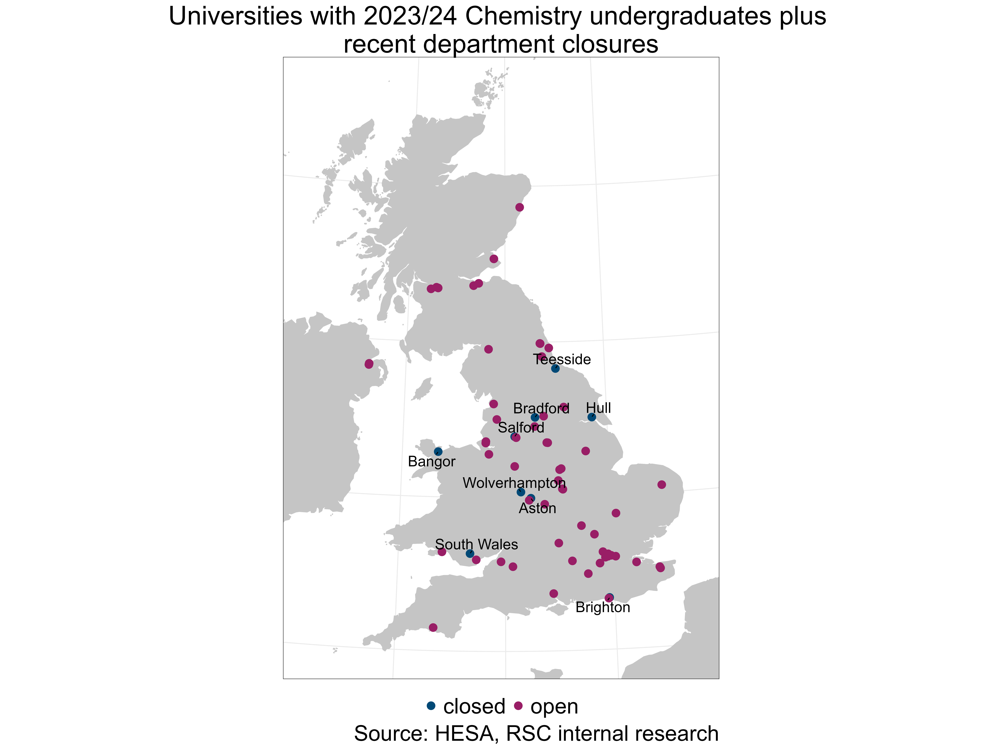 Universities with 2023/24 Chemistry undergraduates plus
recent department closures
Teesside
Bradford
Hull
Salford
Bangor
Wolverhampton
Aston
South Wales
Brighton
closed
open
Source: HESA, RSC internal research